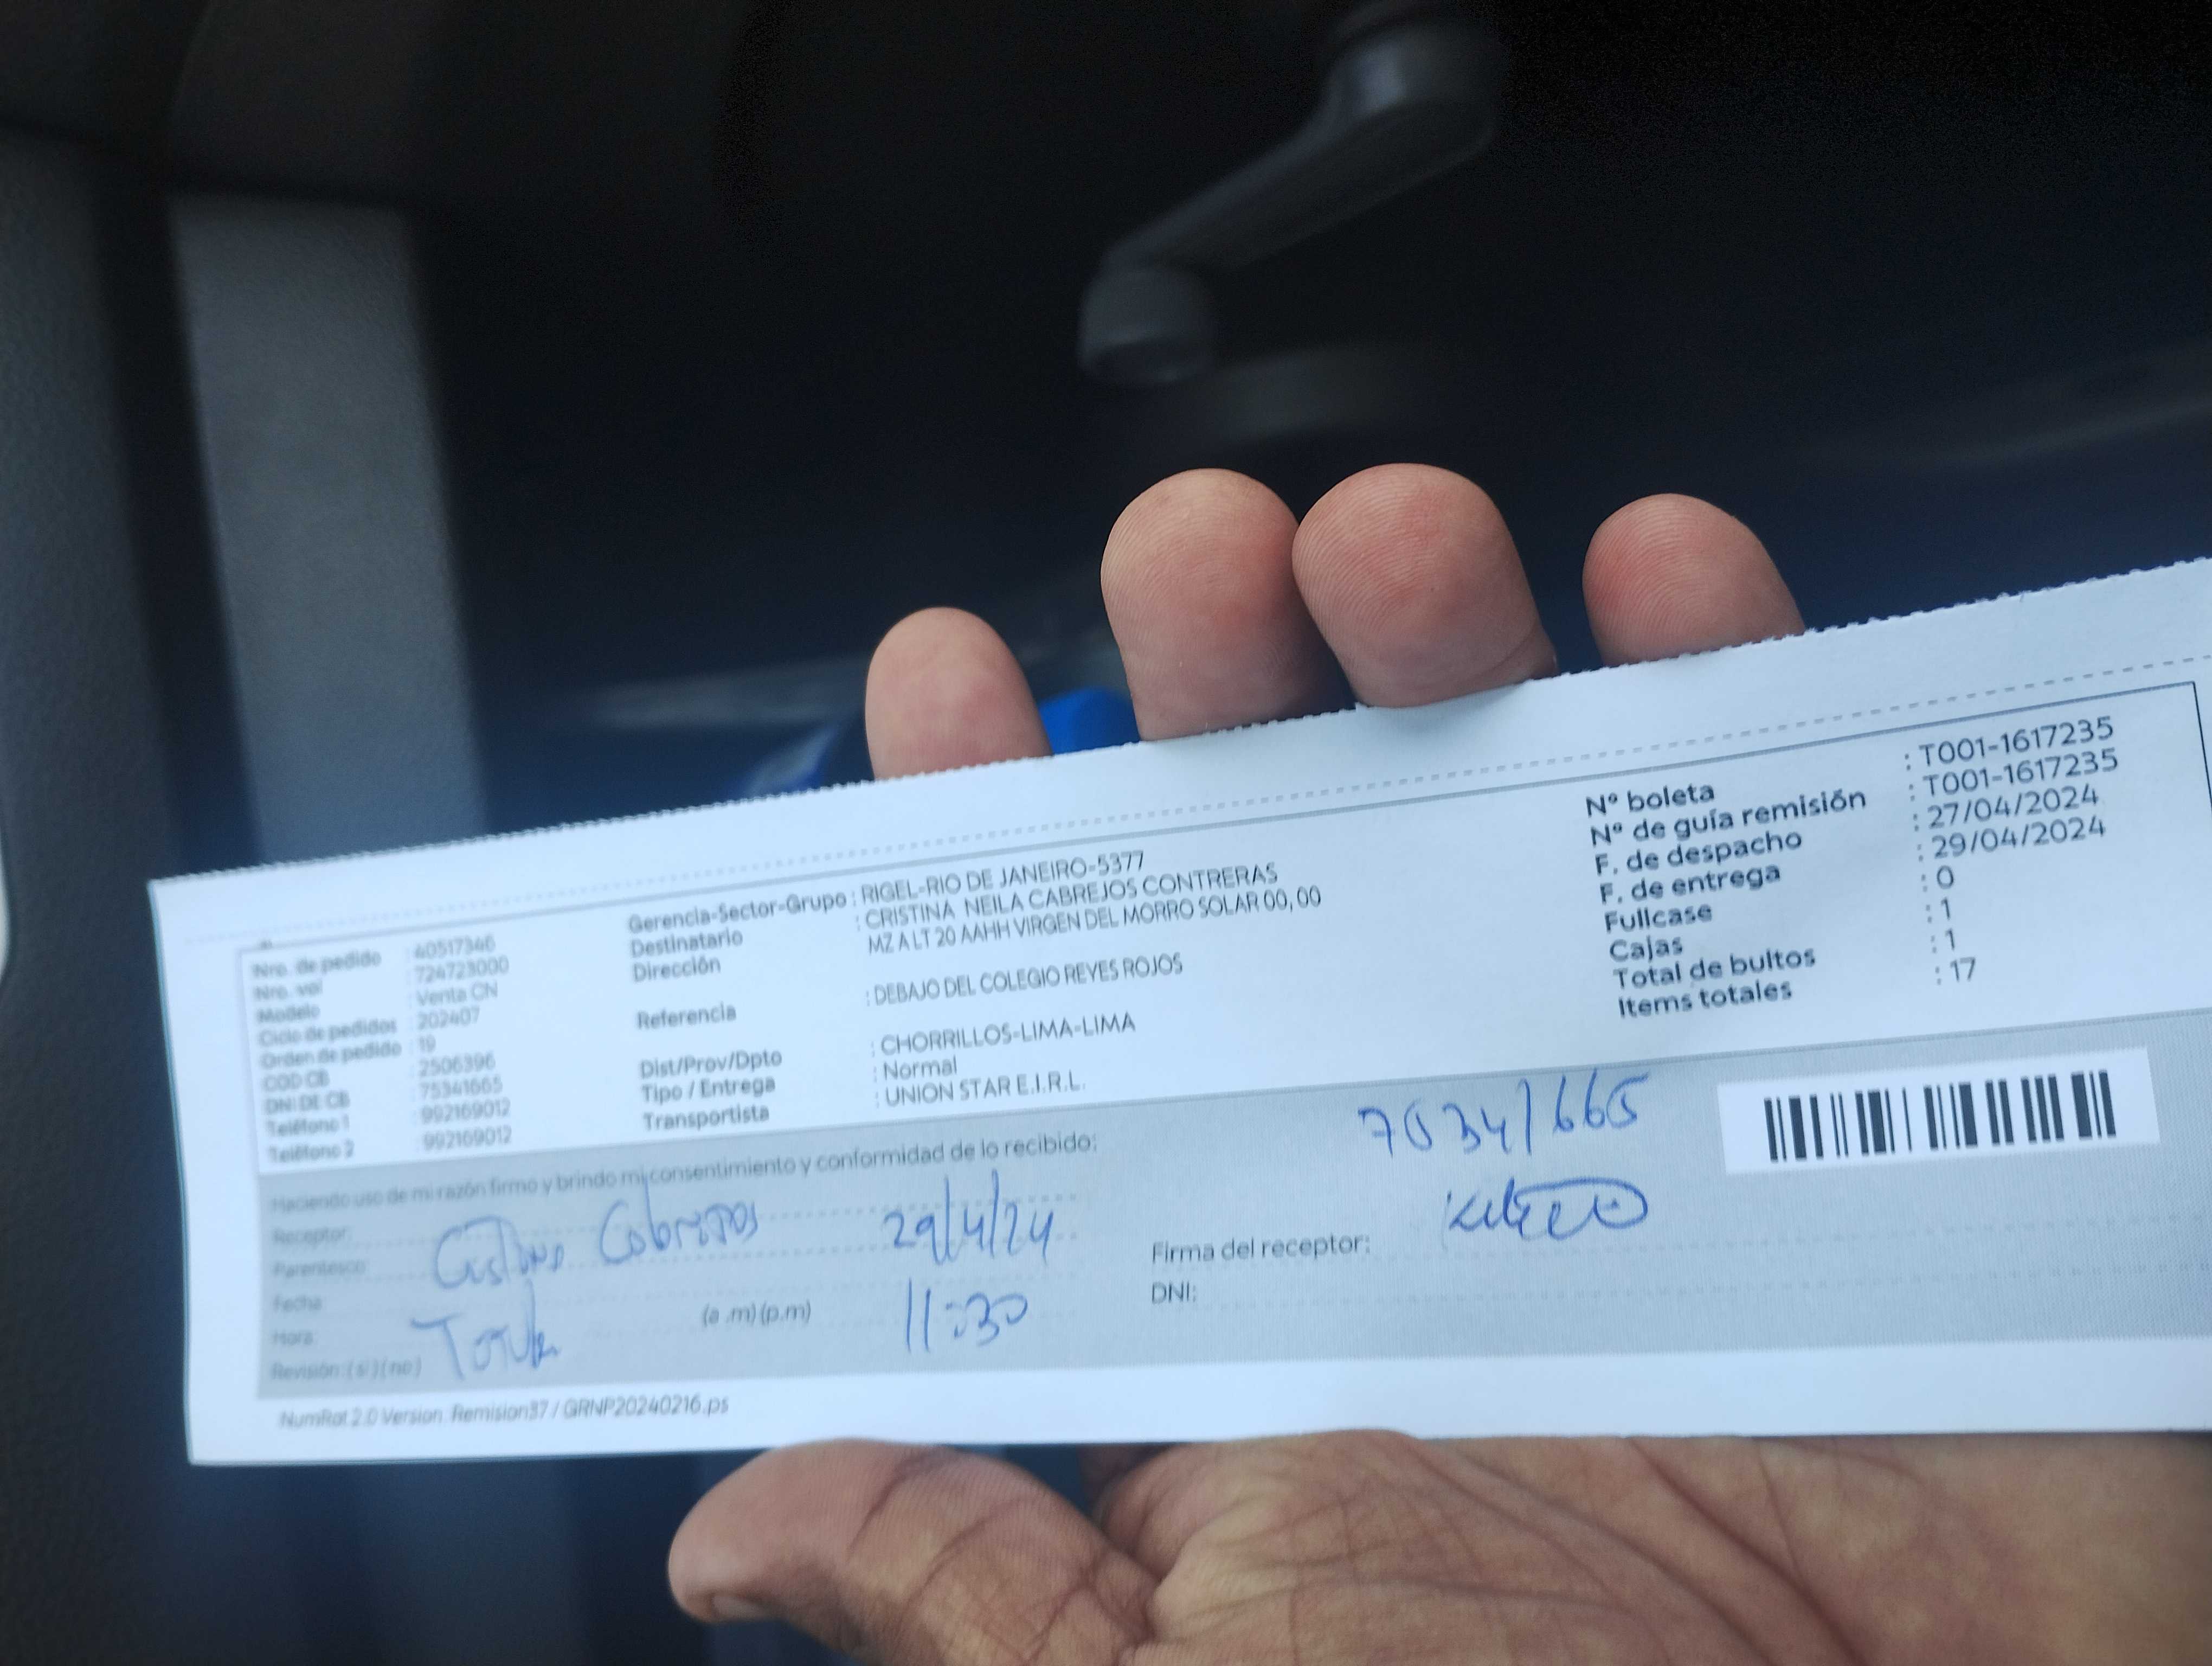 Nro. de pedido : 40517346
Nro. vol : 724723000
Modelo : Venta CN
Ciclo de pedidos : 202407
Orden de pedido : 19
COD CB : 2506396
DNI DE CB : 75341665
Teléfono 1 : 992169012
Teléfono 2 : 992169012
Gerencia-Sector-Grupo : RIGEL-RIO DE JANEIRO-5377
Destinatario : CRISTINA NEILA CABREJOS CONTRERAS
Dirección MZ A LT 20 AAHH VIRGEN DEL MORRO SOLAR 00, 00
Referencia : DEBAJO DEL COLEGIO REYES ROJOS
Dist/Prov/Dpto : CHORRILLOS-LIMA-LIMA
Tipo / Entrega : Normal
Transportista : UNION STAR E.I.R.L.
Nº boleta : T001-1617235
Nº de guía remisión : T001-1617235
F. de despacho : 27/04/2024
F. de entrega : 29/04/2024
Fullcase : 0
Cajas : 1
Total de bultos : 1
Items totales : 17
Haciendo uso de mi razón firmo y brindo mi consentimiento y conformidad de lo recibido:
Receptor:
Parentesco:
Fecha
Hora: (a .m) (p.m)
Revisión: (si) (no)
29/4/24
11:30
75341665
Firma del receptor:
DNI:
NumRot 2.0 Version: Remision37 / GRNP20240216.ps